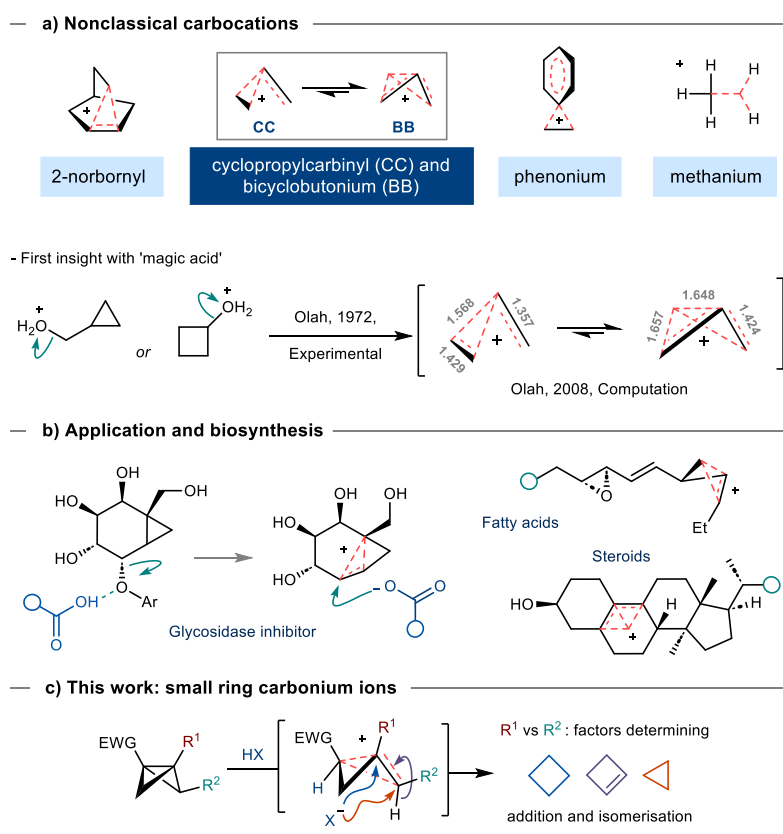 a) Nonclassical carbocations
+
+
+
+
+
H
H
H
H
H
CC
BB
2-norbornyl
cyclopropylcarbinyl (CC) and
bicyclobutonium (BB)
phenonium
methanium
- First insight with 'magic acid'
+
H2O
or
+
OH2
Olah, 1972,
Experimental
1.568
1.357
1.429
+
1.648
1.657
1.424
+
Olah, 2008, Computation
b) Application and biosynthesis
OH
HO
OH
HO
O
Ar
OH
O
Glycosidase inhibitor
OH
HO
OH
HO
+
-
O
O
O
Et
+
Fatty acids
Steroids
HO
H
H
+
c) This work: small ring carbonium ions
EWG
R1
R2
HX
EWG
+
R1
R2
H
H
X-
R1 vs R2 : factors determining
addition and isomerisation